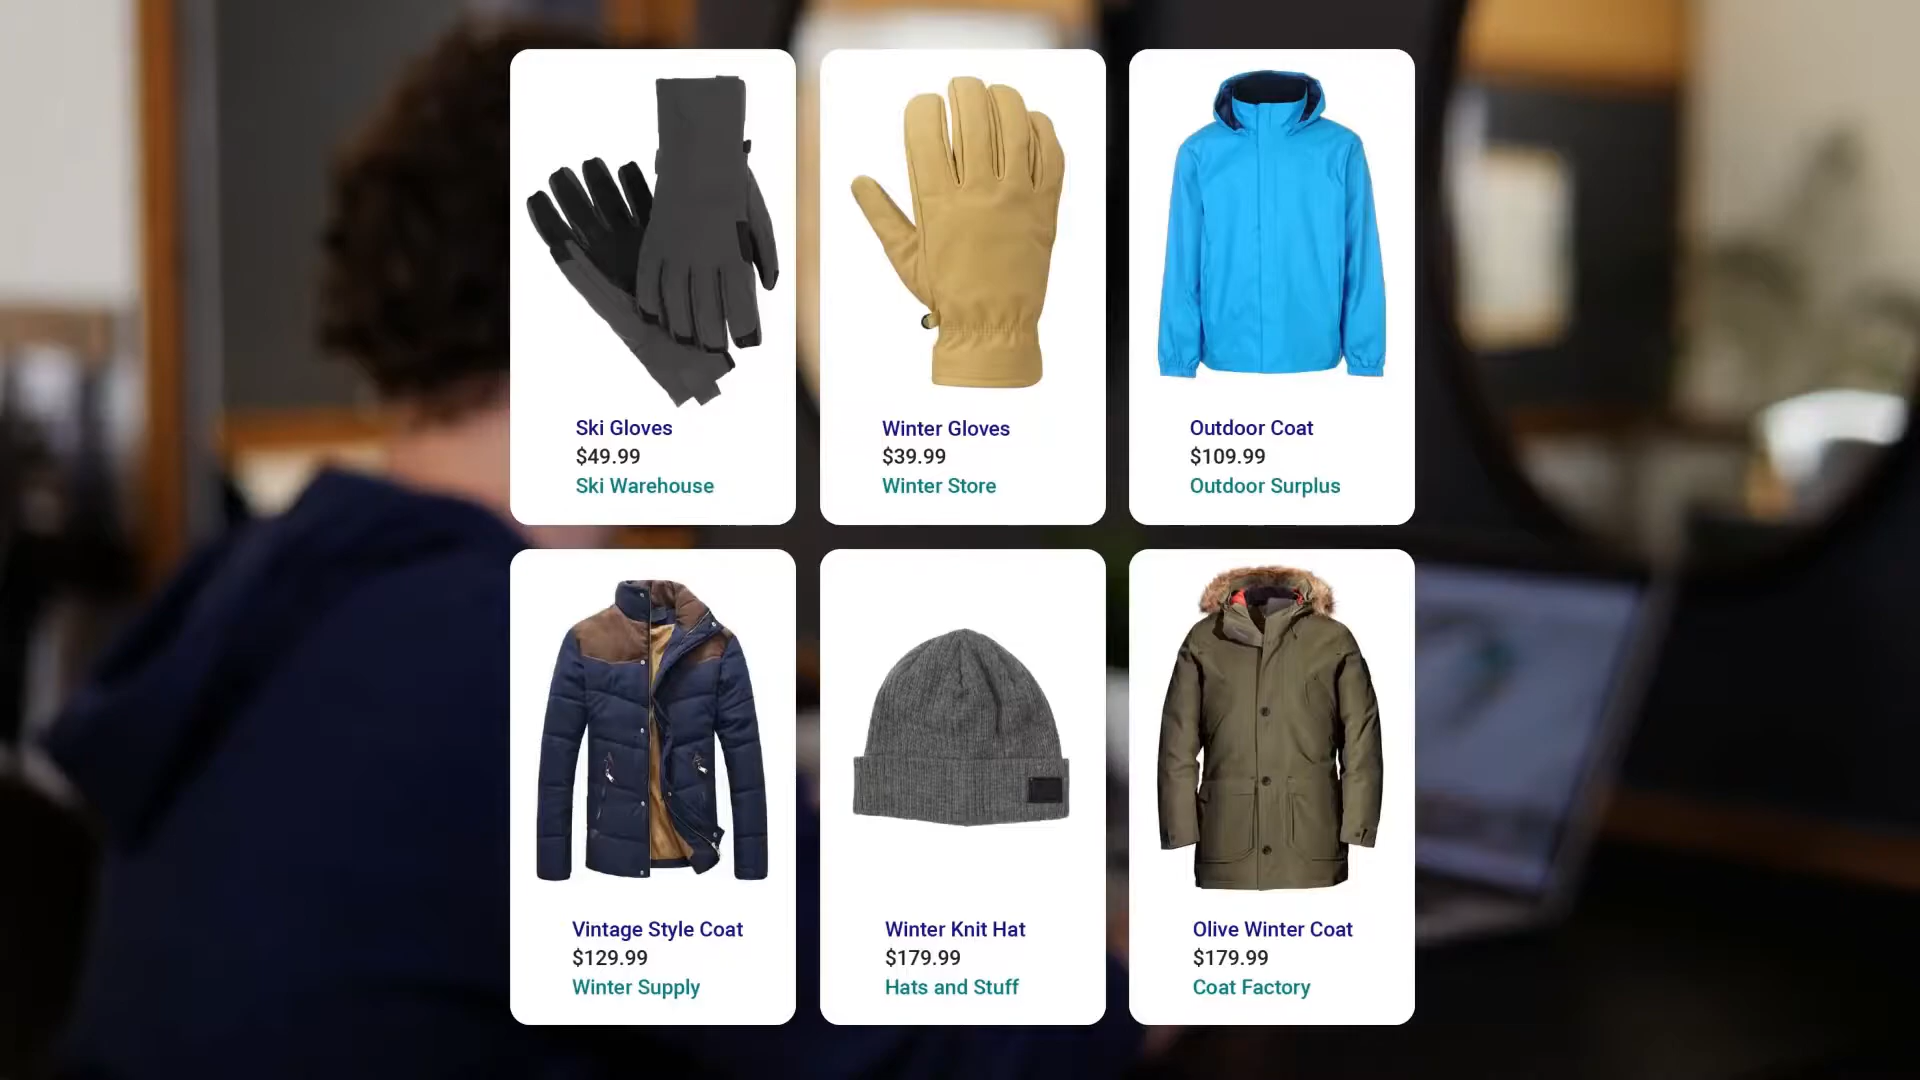 Ski Gloves
$49.99
Ski Warehouse
Winter Gloves
$39.99
Winter Store
Outdoor Coat
$109.99
Outdoor Surplus
Vintage Style Coat
$129.99
Winter Supply
Winter Knit Hat
$179.99
Hats and Stuff
Olive Winter Coat
$179.99
Coat Factory